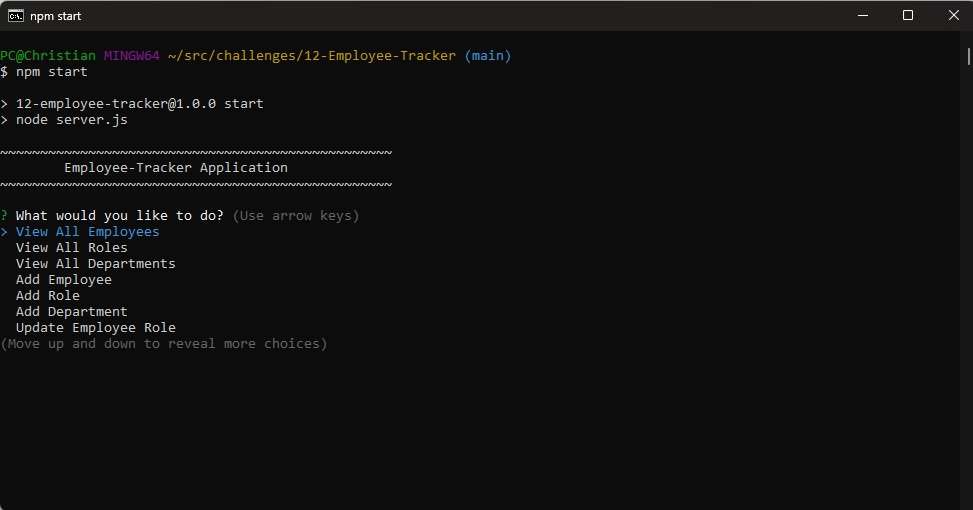 npm start
PC@Christian MINGW64 ~/src/challenges/12-Employee-Tracker (main)
$ npm start
> 12-employee-tracker@1.0.0 start
> node server.js
~~~~~~~~~~~~~~~~~~~~~~~~~~~~~~~~~~~~~~~~~~~~~~~~~
Employee-Tracker Application
~~~~~~~~~~~~~~~~~~~~~~~~~~~~~~~~~~~~~~~~~~~~~~~~~
? What would you like to do? (Use arrow keys)
> View All Employees
View All Roles
View All Departments
Add Employee
Add Role
Add Department
Update Employee Role
(Move up and down to reveal more choices)